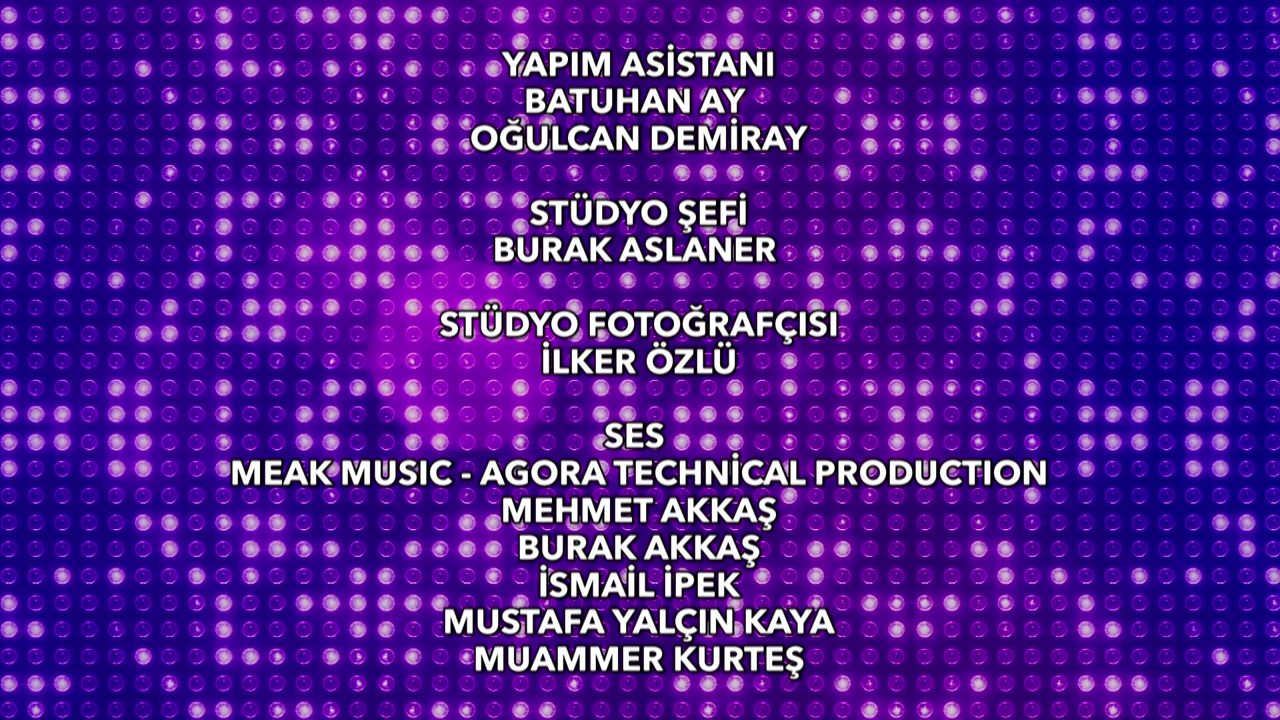 YAPIM ASİSTANI
BATUHAN AY
OĞULCAN DEMİRAY
STÜDYO ŞEFİ
BURAK ASLANER
STÜDYO FOTOĞRAFÇISI
İLKER ÖZLÜ
SES
MEAK MUSIC - AGORA TECHNİCAL PRODUCTION
MEHMET AKKAŞ
BURAK AKKAŞ
İSMAİL İPEK
MUSTAFA YALÇIN KAYA
MUAMMER KURTEŞ